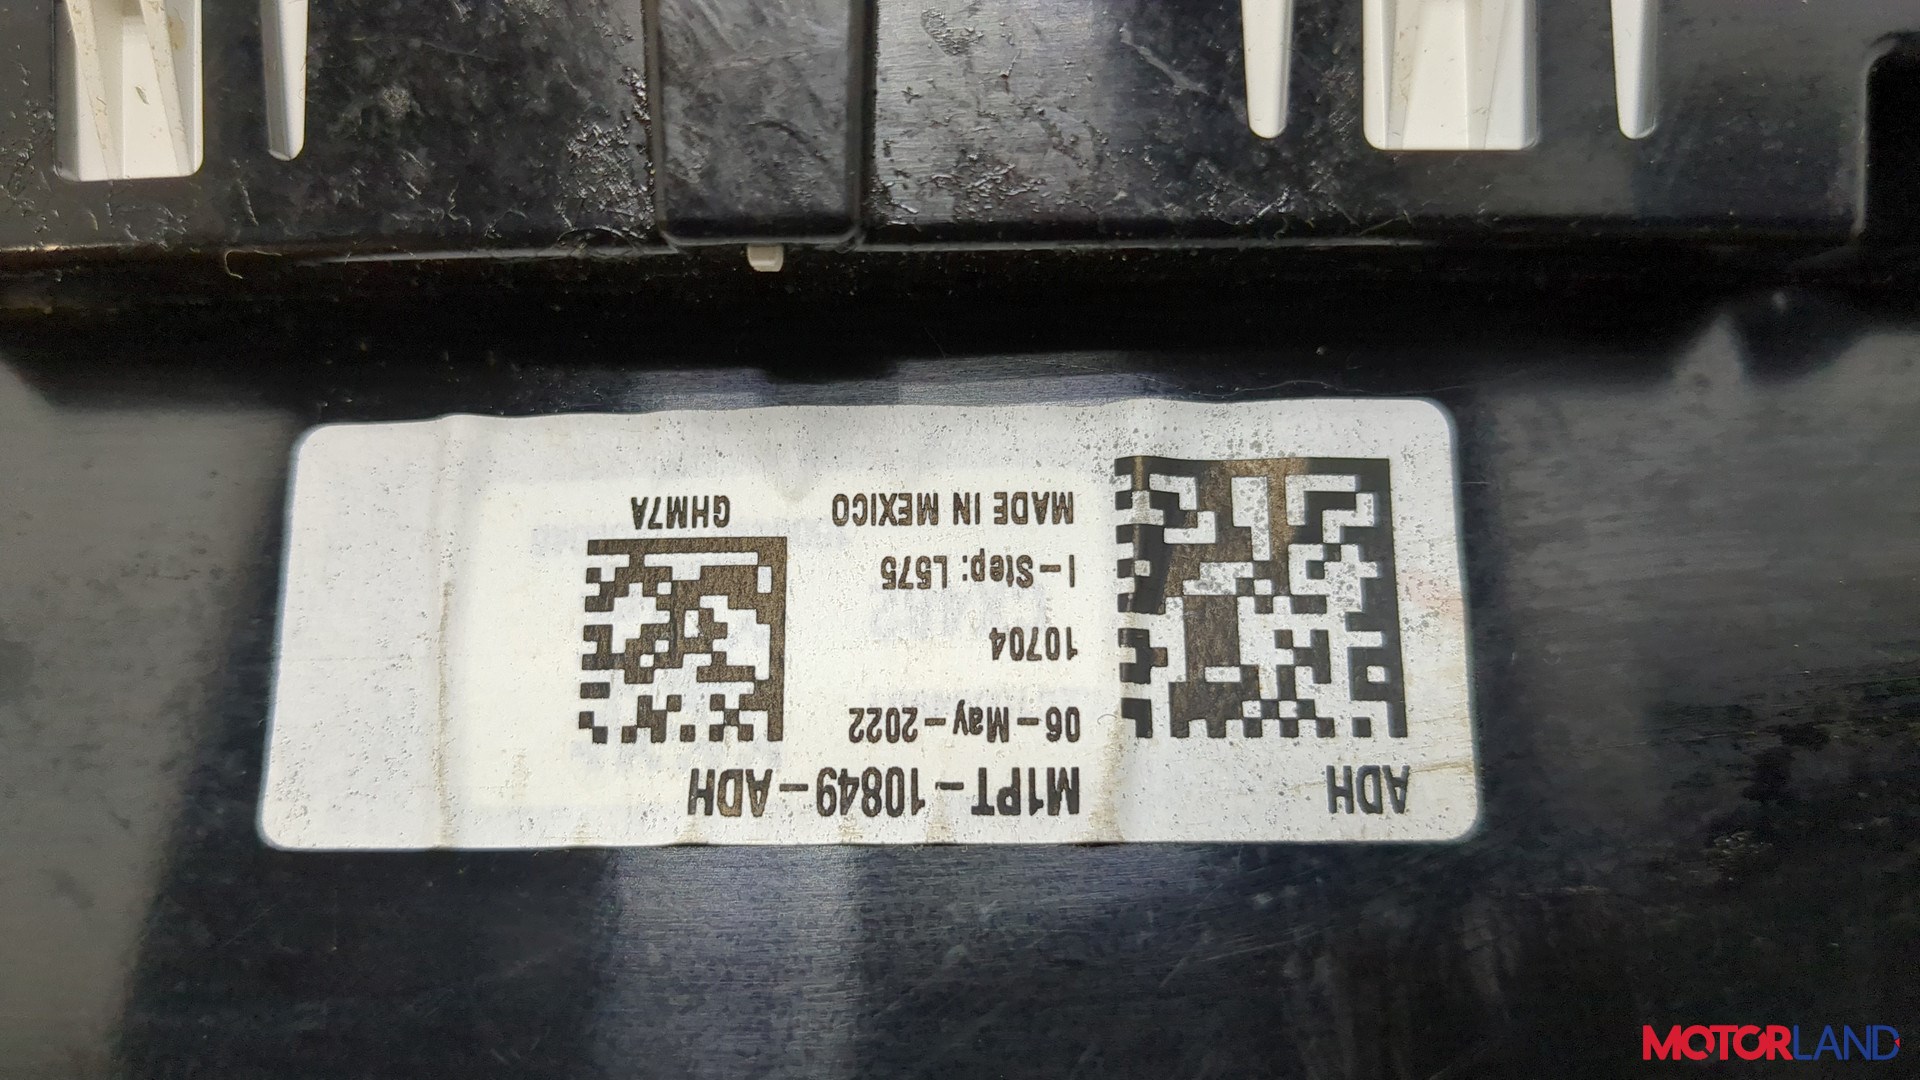 ADH
M1PT-10849-ADH
06-May-2022
10704
I-Step: L575
MADE IN MEXICO
GHM7A
MOTORLAND